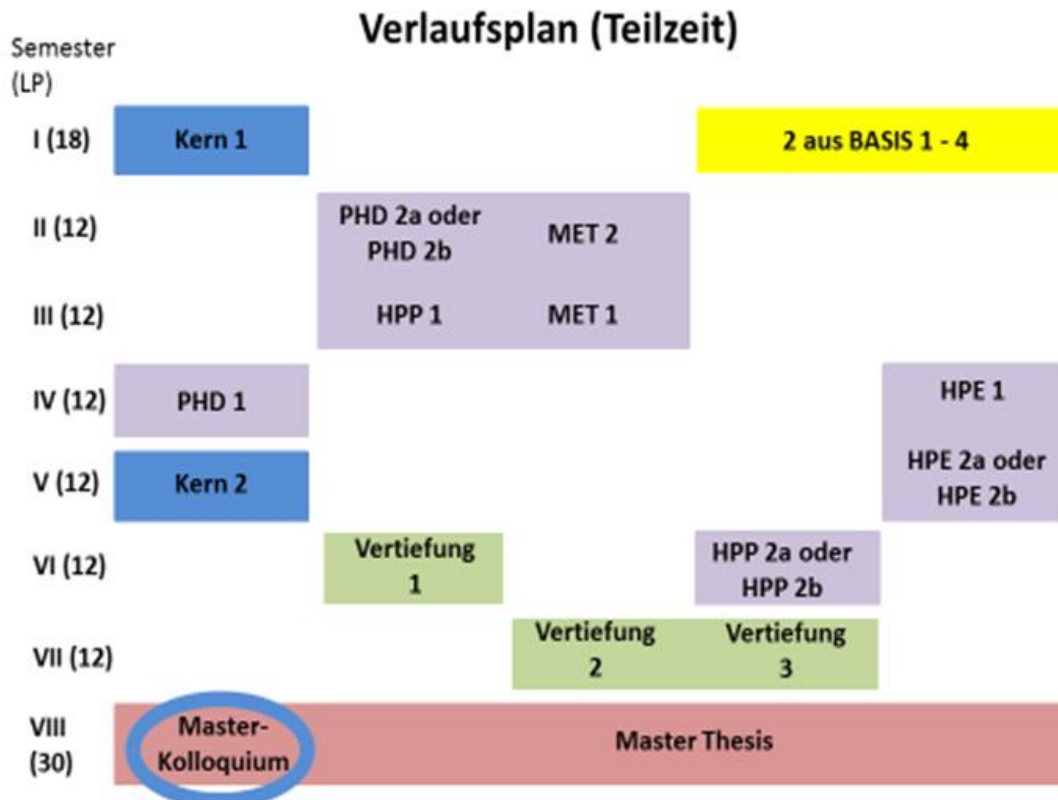 Verlaufsplan (Teilzeit)
Semester
(LP)
I (18)
Kern 1
2 aus BASIS 1 - 4
II (12)
PHD 2a oder
PHD 2b
MET 2
III (12)
HPP 1
MET 1
IV (12)
PHD 1
HPE 1
V (12)
Kern 2
HPE 2a oder
HPE 2b
VI (12)
Vertiefung
1
HPP 2a oder
HPP 2b
VII (12)
Vertiefung
2
Vertiefung
3
VIII
(30)
Master-
Kolloquium
Master Thesis